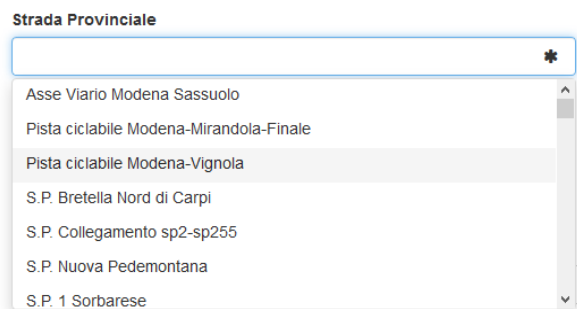 Strada Provinciale
✱
Asse Viario Modena Sassuolo
Pista ciclabile Modena-Mirandola-Finale
Pista ciclabile Modena-Vignola
S.P. Bretella Nord di Carpi
S.P. Collegamento sp2-sp255
S.P. Nuova Pedemontana
S.P. 1 Sorbarese